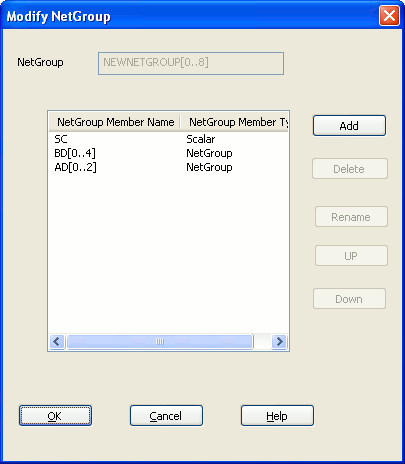 Modify NetGroup
NetGroup NEWNETGROUP[0..8]
NetGroup Member Name NetGroup Member Ty
SC Scalar
BD[0..4] NetGroup
AD[0..2] NetGroup
Add
Delete
Rename
UP
Down
OK Cancel Help